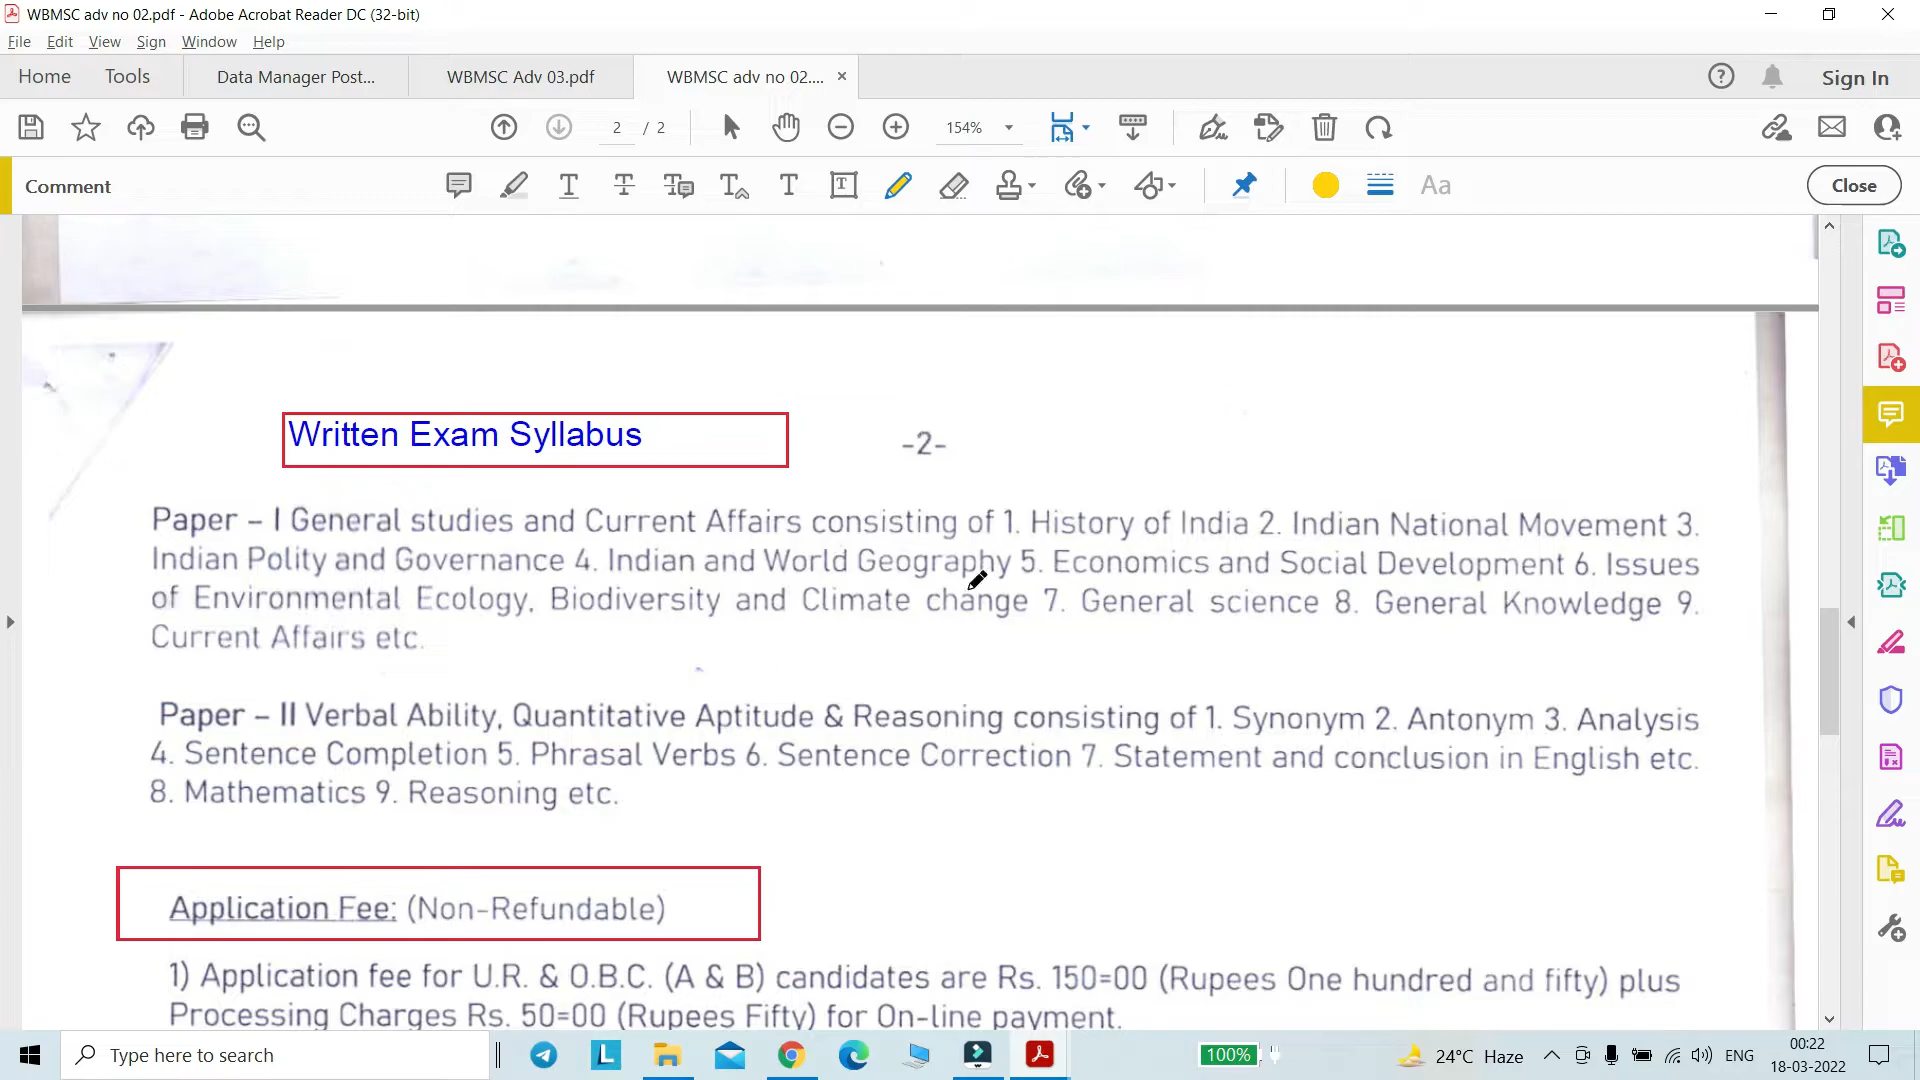 WBMSC adv no 02.pdf - Adobe Acrobat Reader DC (32-bit)
File Edit View Sign Window Help
Home Tools Data Manager Post... WBMSC Adv 03.pdf WBMSC adv no 02.... × Sign In
2 / 2 154%
Comment Aa Close
Written Exam Syllabus
-2-
Paper – I General studies and Current Affairs consisting of 1. History of India 2. Indian National Movement 3.
Indian Polity and Governance 4. Indian and World Geography 5. Economics and Social Development 6. Issues
of Environmental Ecology, Biodiversity and Climate change 7. General science 8. General Knowledge 9.
Current Affairs etc.
Paper – II Verbal Ability, Quantitative Aptitude & Reasoning consisting of 1. Synonym 2. Antonym 3. Analysis
4. Sentence Completion 5. Phrasal Verbs 6. Sentence Correction 7. Statement and conclusion in English etc.
8. Mathematics 9. Reasoning etc.
Application Fee: (Non-Refundable)
1) Application fee for U.R. & O.B.C. (A & B) candidates are Rs. 150=00 (Rupees One hundred and fifty) plus
Processing Charges Rs. 50=00 (Rupees Fifty) for On-line payment.
Type here to search 100% 24°C Haze ENG 00:22
18-03-2022